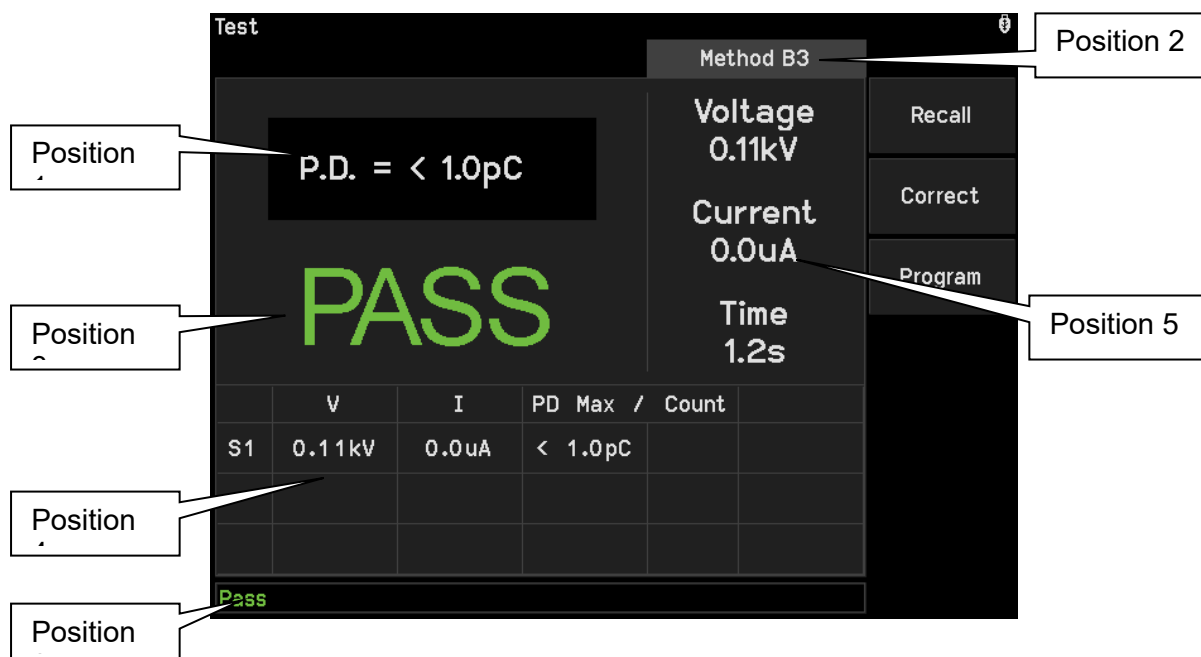 Test
Position 2
Method B3
Voltage
0.11kV
Recall
Position
P.D. = < 1.0pC
Correct
Current
0.0uA
Program
PASS
Position
Position 5
Time
1.2s
V I PD Max / Count
S1 0.11kV 0.0uA < 1.0pC
Position
Pass
Position